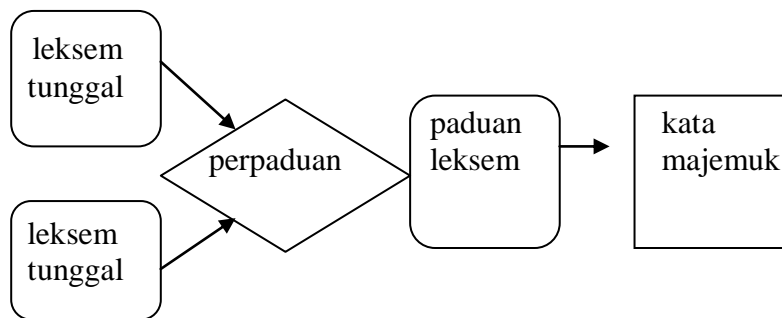 leksem
tunggal
leksem
tunggal
perpaduan
paduan
leksem
kata
majemuk